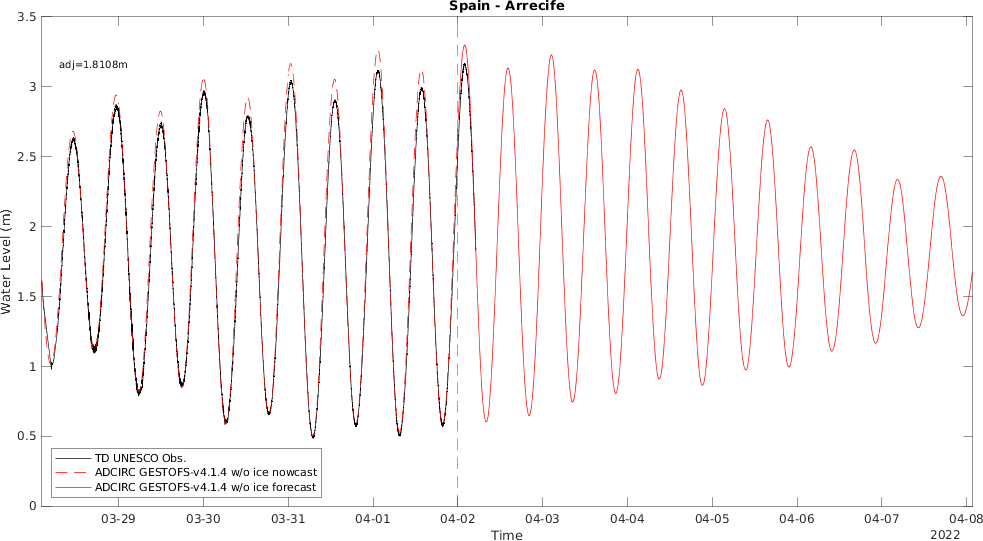 Spain - Arrecife
3.5
adj=1.8108m
3
2.5
2
1.5
1
0.5
0
Water Level (m)
TD UNESCO Obs.
ADCIRC GESTOFS-v4.1.4 w/o ice nowcast
ADCIRC GESTOFS-v4.1.4 w/o ice forecast
03-29 03-30 03-31 04-01 04-02 04-03 04-04 04-05 04-06 04-07 04-08
Time
2022